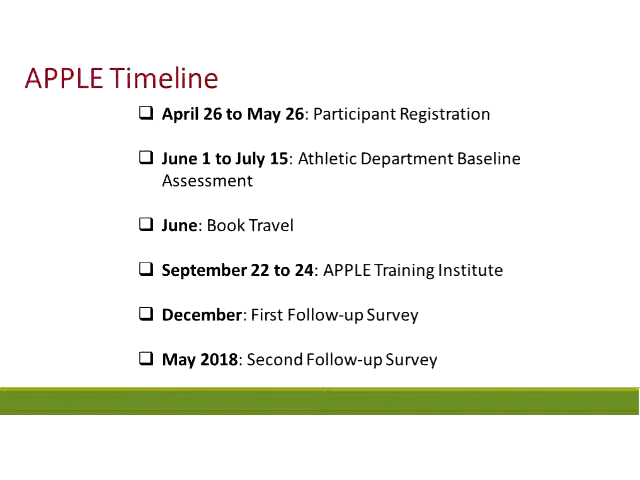 APPLE Timeline
❑ April 26 to May 26: Participant Registration
❑ June 1 to July 15: Athletic Department Baseline
Assessment
❑ June: Book Travel
❑ September 22 to 24: APPLE Training Institute
❑ December: First Follow-up Survey
❑ May 2018: Second Follow-up Survey